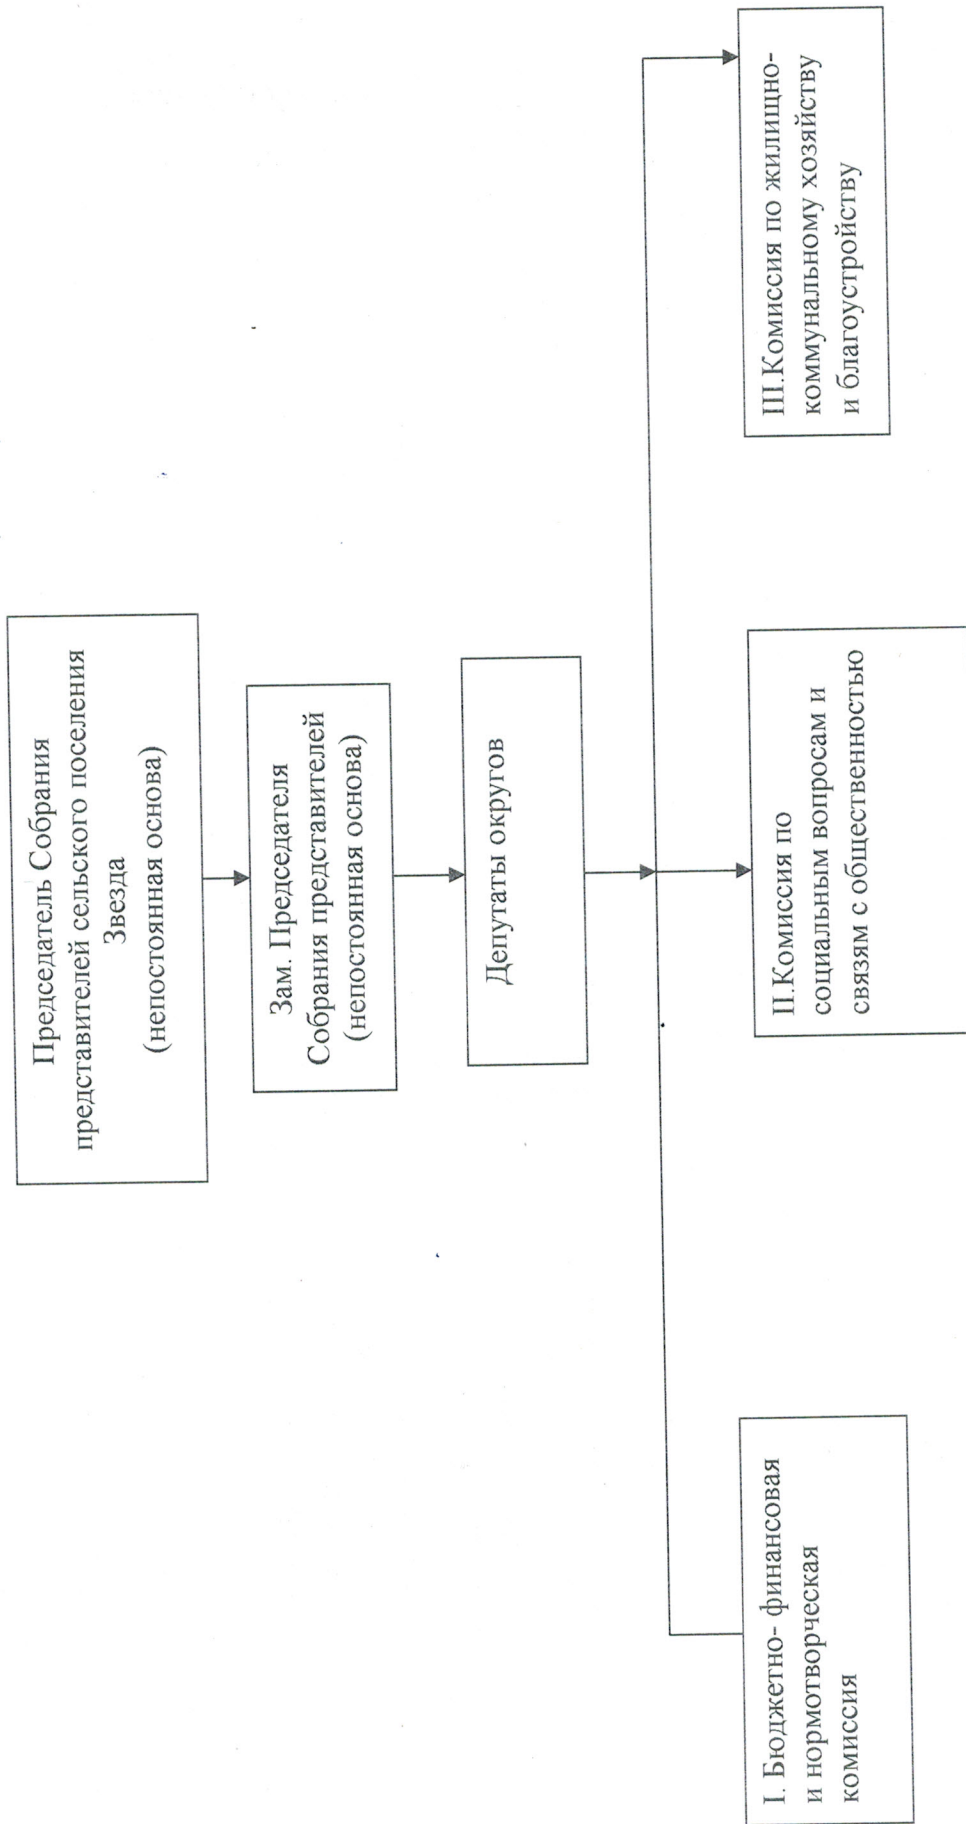 Председатель Собрания
представителей сельского поселения
Звезда
(непостоянная основа)
Зам. Председателя
Собрания представителей
(непостоянная основа)
Депутаты округов
I. Бюджетно- финансовая
и нормотворческая
комиссия
II.Комиссия по
социальным вопросам и
связям с общественностью
III.Комиссия по жилищно-
коммунальному хозяйству
и благоустройству